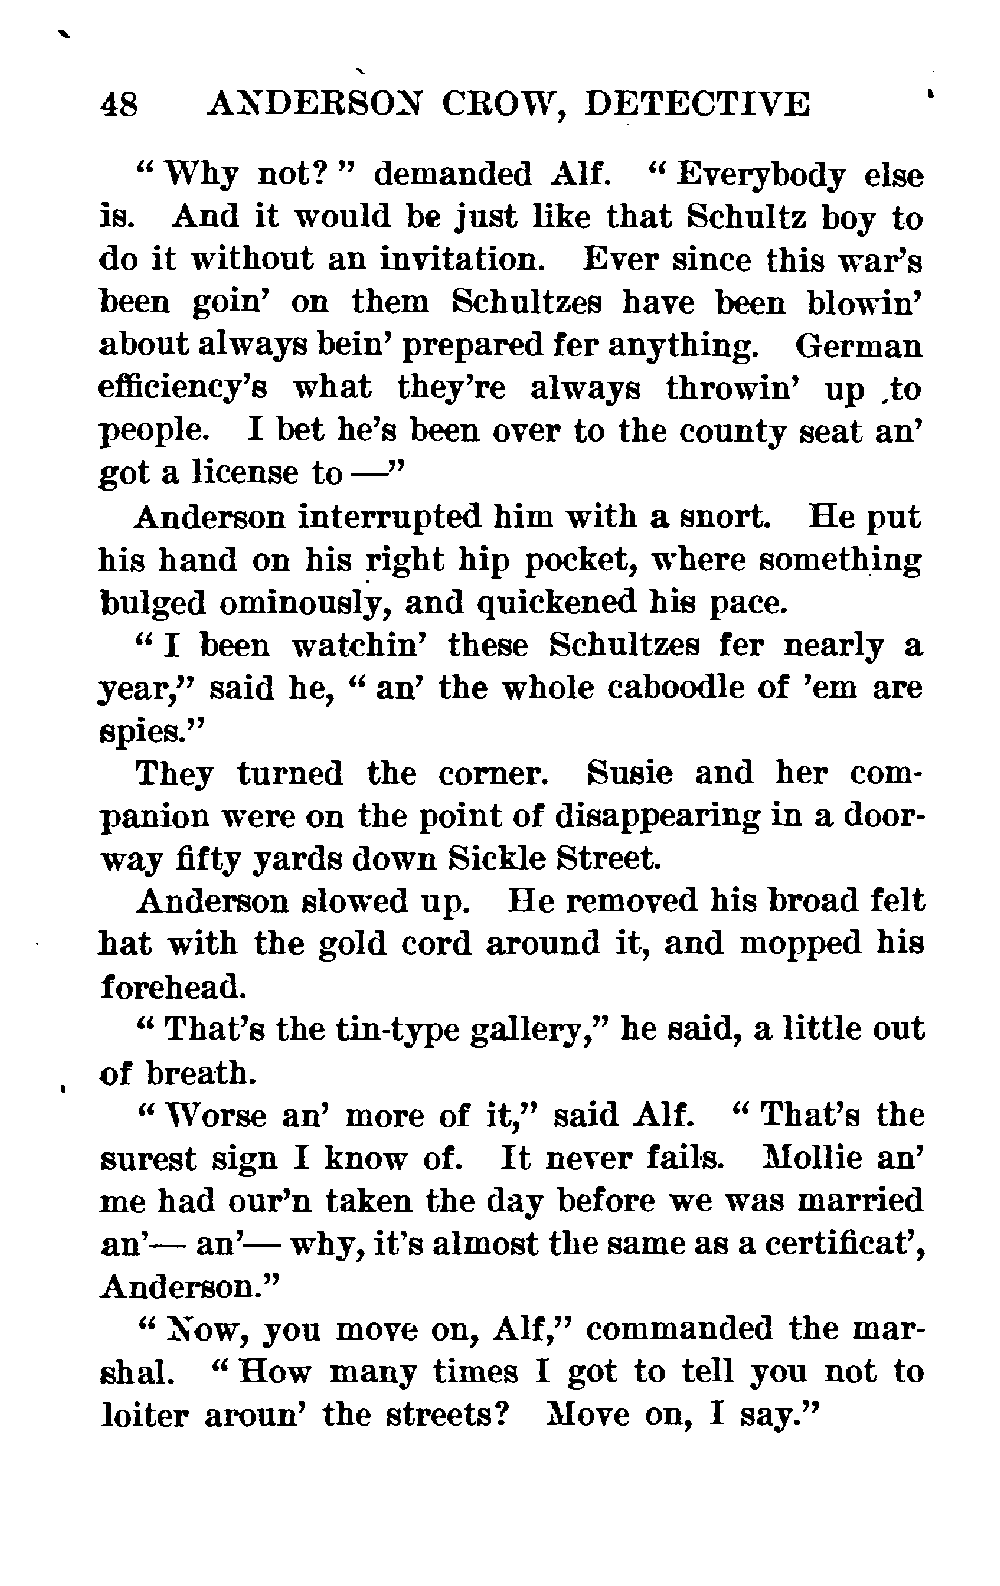 48 ANDERSON CROW, DETECTIVE
“ Why not? ” demanded Alf. “ Everybody else
is. And it would be just like that Schultz boy to
do it without an invitation. Ever since this war’s
been goin’ on them Schultzes have been blowin’
about always bein’ prepared fer anything. German
efficiency’s what they’re always throwin’ up to
people. I bet he’s been over to the county seat an’
got a license to —”
Anderson interrupted him with a snort. He put
his hand on his right hip pocket, where something
bulged ominously, and quickened his pace.
“ I been watchin’ these Schultzes fer nearly a
year,” said he, “ an’ the whole caboodle of ’em are
spies.”
They turned the corner. Susie and her com-
panion were on the point of disappearing in a door-
way fifty yards down Sickle Street.
Anderson slowed up. He removed his broad felt
hat with the gold cord around it, and mopped his
forehead.
“ That’s the tin-type gallery,” he said, a little out
of breath.
“ Worse an’ more of it,” said Alf. “ That’s the
surest sign I know of. It never fails. Mollie an’
me had our’n taken the day before we was married
an’— an’— why, it’s almost the same as a certificat’,
Anderson.”
“ Now, you move on, Alf,” commanded the mar-
shal. “ How many times I got to tell you not to
loiter aroun’ the streets? Move on, I say.”